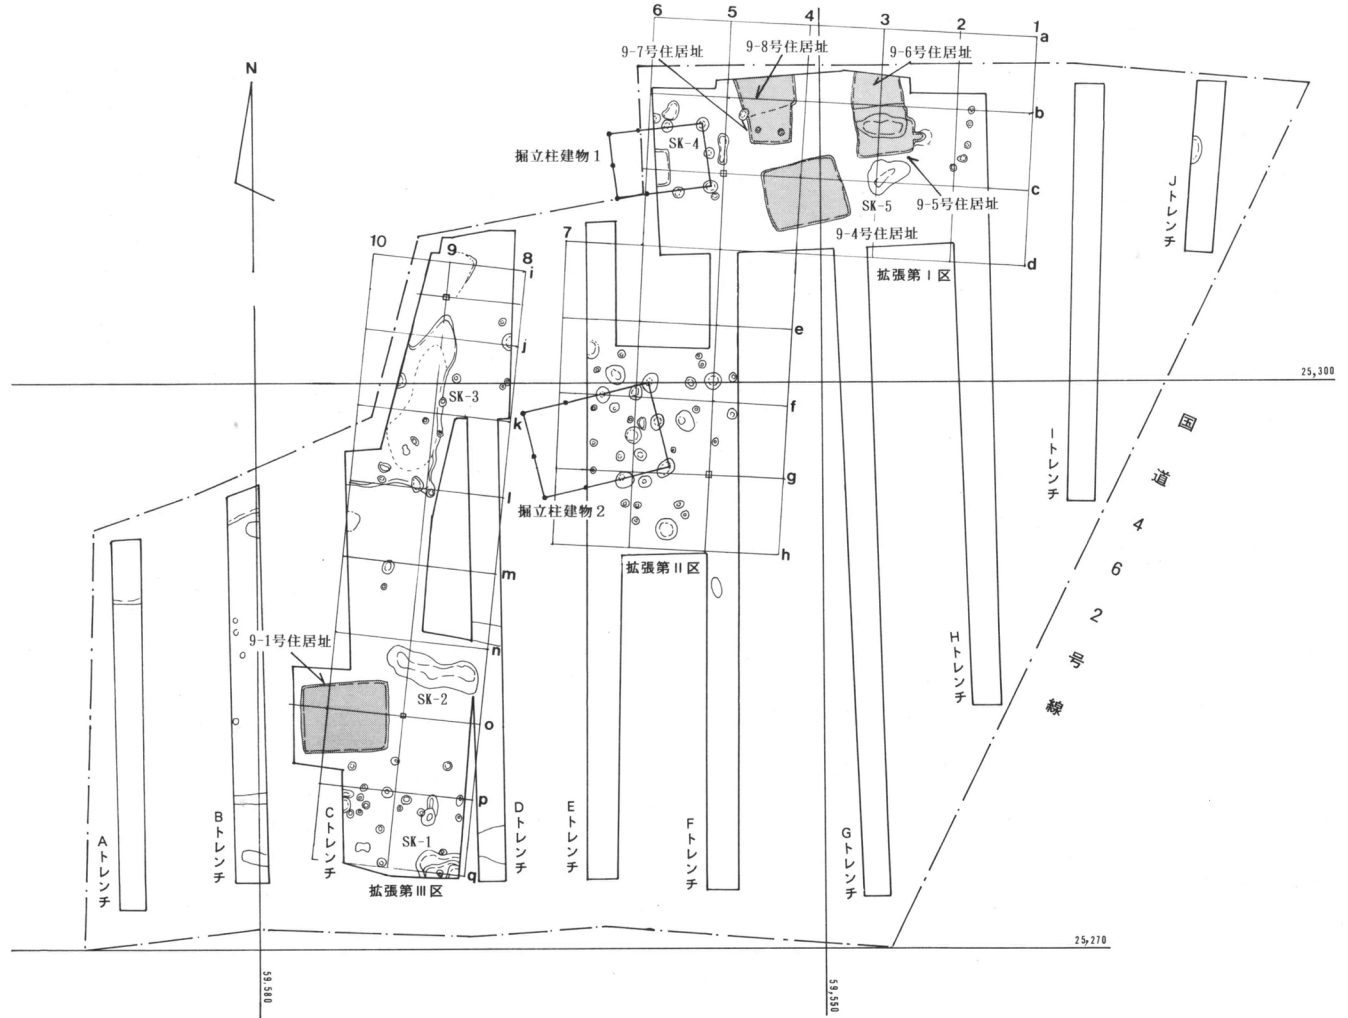 6
5
4
3
2
1
a
9-7号住居址
9-8号住居址
9-6号住居址
N
b
掘立柱建物1
SK-4
c
SK-5
9-5号住居址
9-4号住居址
Jトレンチ
d
拡張第Ⅰ区
10
9
8
7
i
e
j
25,300
SK-3
f
k
国道462号線
Iトレンチ
g
l
掘立柱建物2
h
拡張第Ⅱ区
m
9-1号住居址
n
Hトレンチ
SK-2
o
p
Aトレンチ
Bトレンチ
Cトレンチ
Dトレンチ
Eトレンチ
Fトレンチ
Gトレンチ
SK-1
q
拡張第Ⅲ区
25,270
59,580
59,550